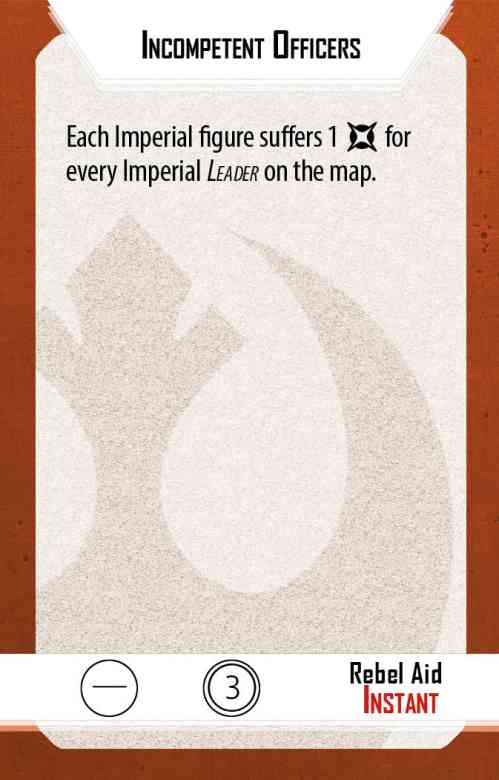 Incompetent Officers
Each Imperial figure suffers 1 for
every Imperial Leader on the map.
— 3
Rebel Aid
Instant